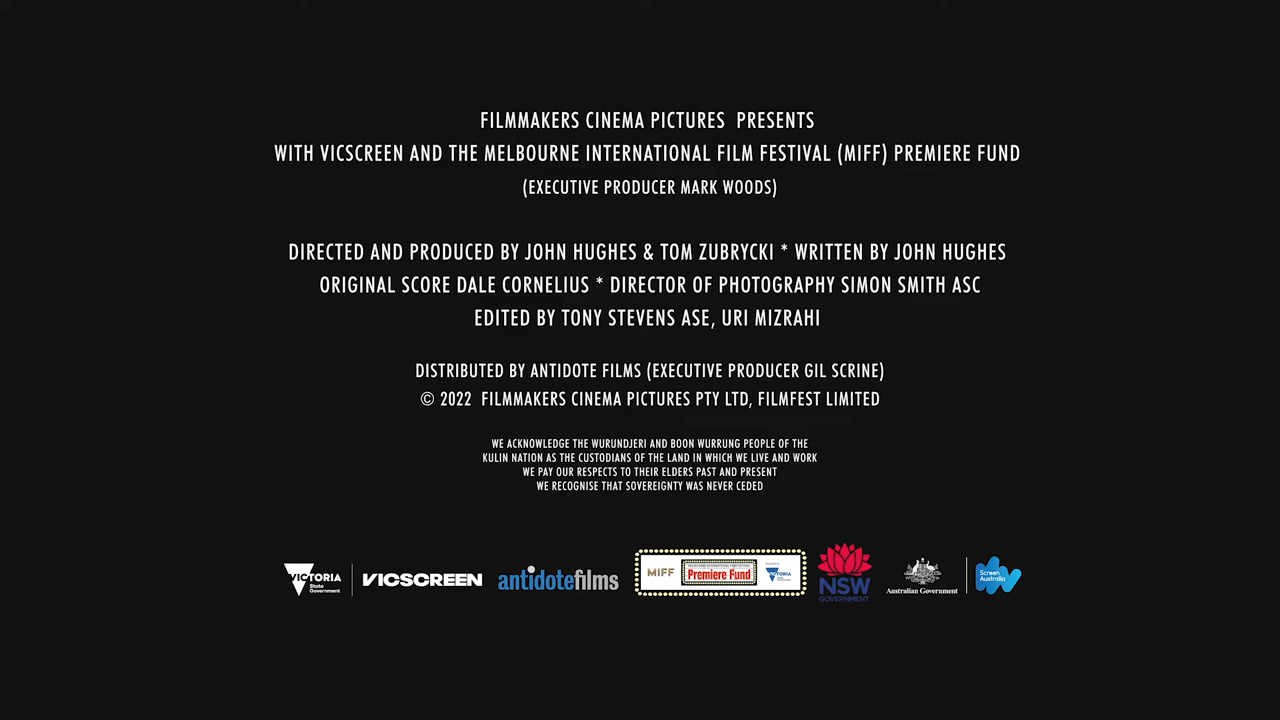 FILMMAKERS CINEMA PICTURES PRESENTS
WITH VICSCREEN AND THE MELBOURNE INTERNATIONAL FILM FESTIVAL (MIFF) PREMIERE FUND
(EXECUTIVE PRODUCER MARK WOODS)
DIRECTED AND PRODUCED BY JOHN HUGHES & TOM ZUBRYCKI * WRITTEN BY JOHN HUGHES
ORIGINAL SCORE DALE CORNELIUS * DIRECTOR OF PHOTOGRAPHY SIMON SMITH ASC
EDITED BY TONY STEVENS ASE, URI MIZRAHI
DISTRIBUTED BY ANTIDOTE FILMS (EXECUTIVE PRODUCER GIL SCRINE)
© 2022 FILMMAKERS CINEMA PICTURES PTY LTD, FILMFEST LIMITED
WE ACKNOWLEDGE THE WURUNDJERI AND BOON WURRUNG PEOPLE OF THE
KULIN NATION AS THE CUSTODIANS OF THE LAND IN WHICH WE LIVE AND WORK
WE PAY OUR RESPECTS TO THEIR ELDERS PAST AND PRESENT
WE RECOGNISE THAT SOVEREIGNTY WAS NEVER CEDED
VICTORIA
State
Government
VICSCREEN
antidotefilms
MIFF
Premiere Fund
VICTORIA
NSW
GOVERNMENT
Australian Government
Screen
Australia